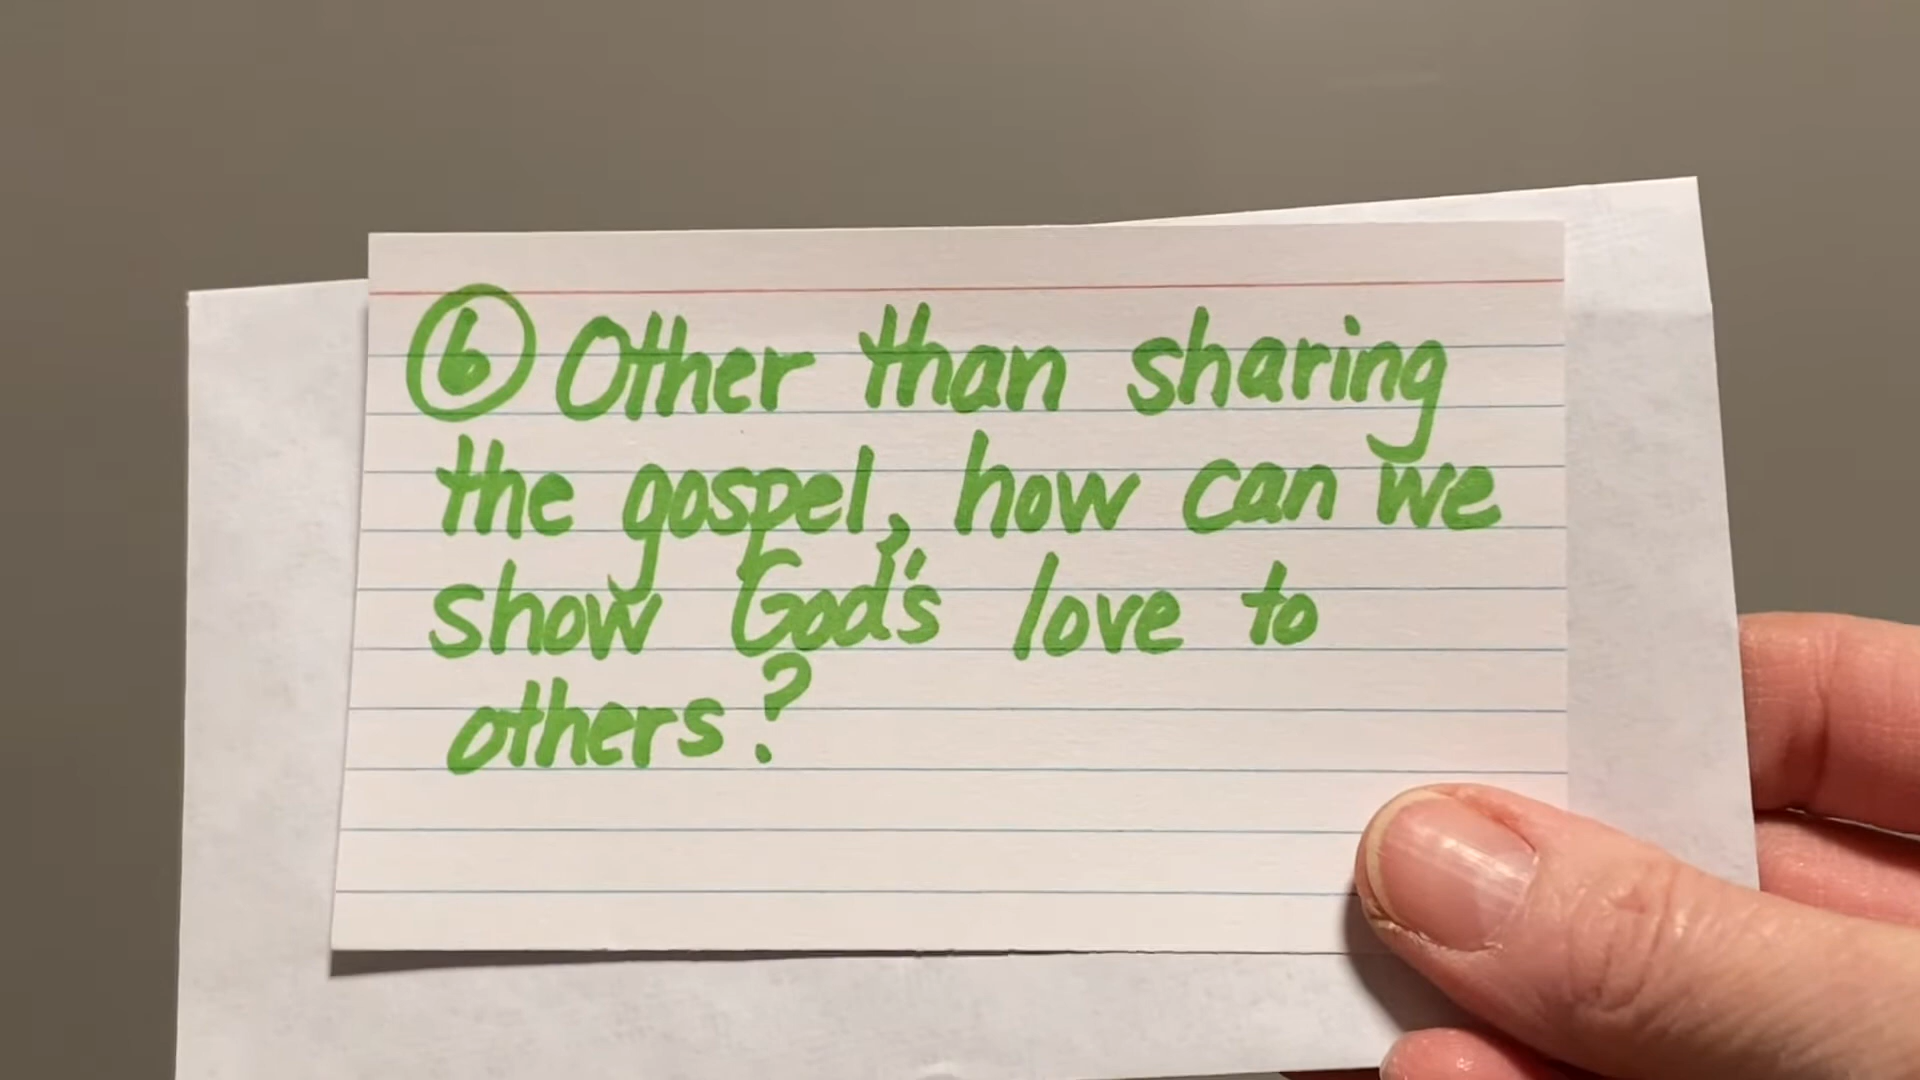 6 Other than sharing
the gospel, how can we
show God's love to
others?